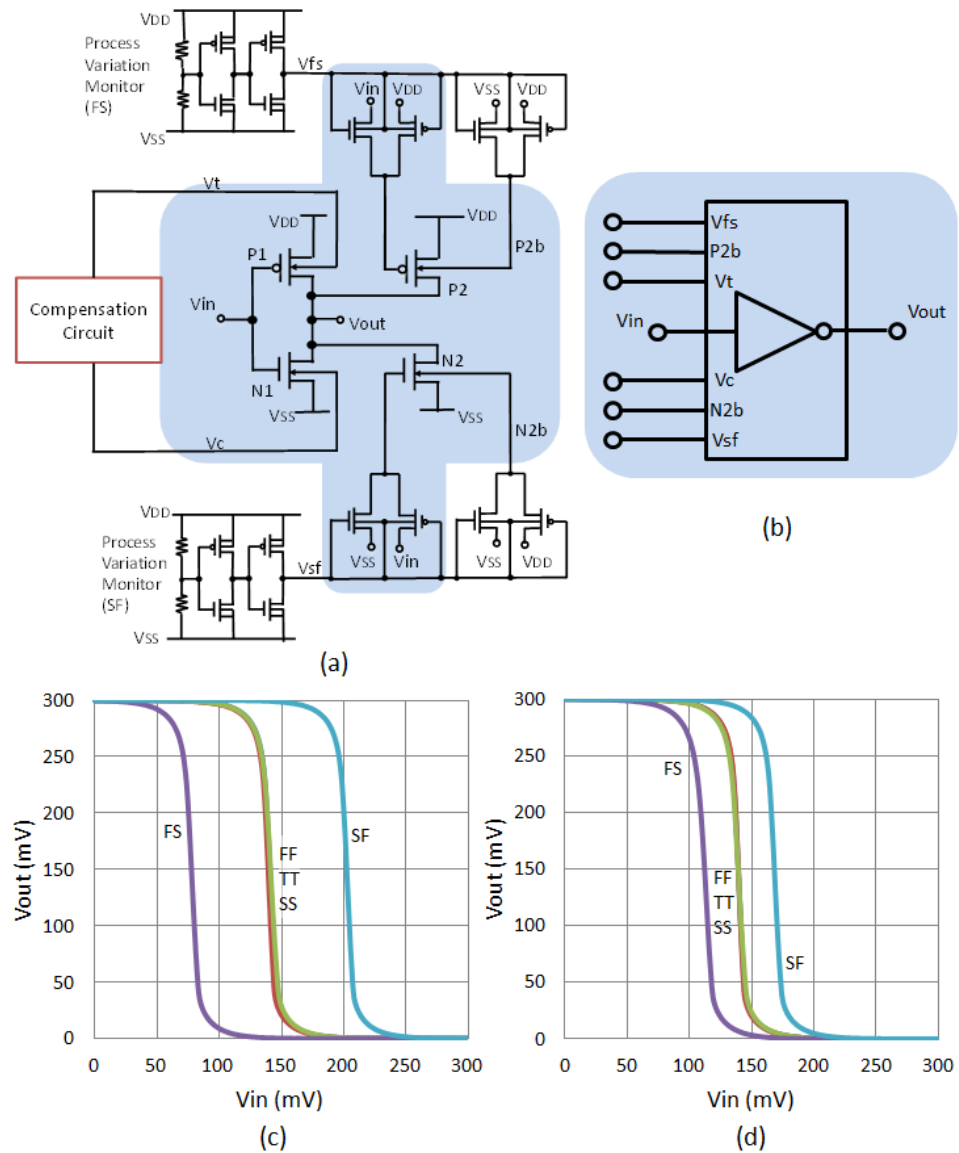 VDD
Process
Variation
Monitor
(FS)
VSS
Vfs
Vin
VDD
VSS
VDD
Vt
VDD
VDD
P1
P2b
P2
Compensation
Circuit
Vin
Vout
N1
N2
VSS
VSS
N2b
Vc
VDD
Process
Variation
Monitor
(SF)
VSS
Vsf
VSS
Vin
VSS
VDD
(a)
Vfs
P2b
Vt
Vin
Vout
Vc
N2b
Vsf
(b)
Vout (mV)
300
250
200
150
100
50
0
FS
FF
TT
SS
SF
0 50 100 150 200 250 300
Vin (mV)
(c)
Vout (mV)
300
250
200
150
100
50
0
FS
FF
TT
SS
SF
0 50 100 150 200 250 300
Vin (mV)
(d)